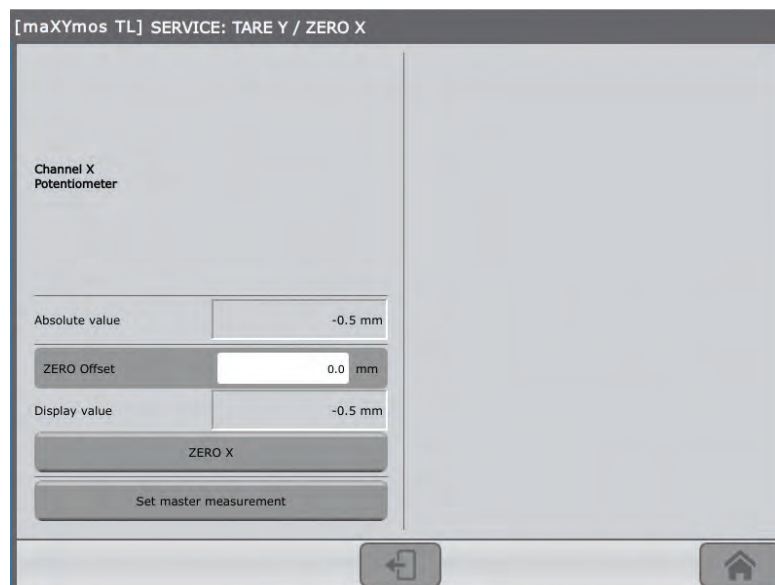 [maXYmos TL] SERVICE: TARE Y / ZERO X
Channel X
Potentiometer
Absolute value -0.5 mm
ZERO Offset 0.0 mm
Display value -0.5 mm
ZERO X
Set master measurement